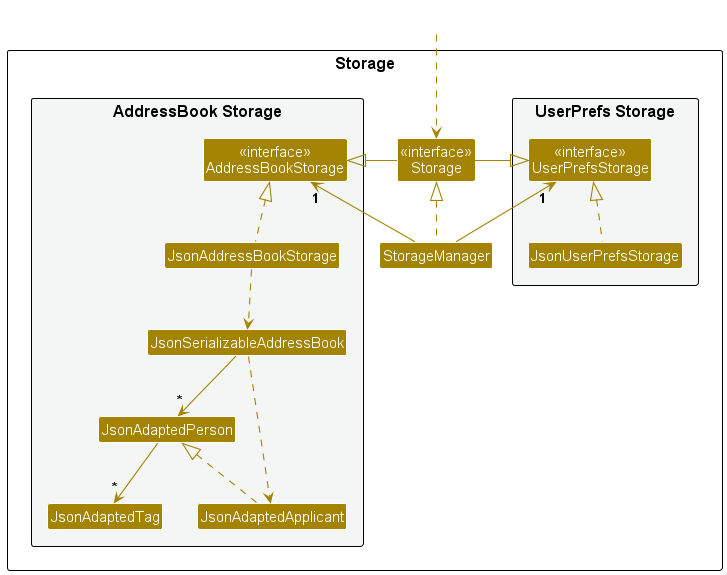 Storage
AddressBook Storage
UserPrefs Storage
«interface»
AddressBookStorage
«interface»
Storage
«interface»
UserPrefsStorage
1
1
JsonAddressBookStorage
StorageManager
JsonUserPrefsStorage
JsonSerializableAddressBook
*
JsonAdaptedPerson
*
JsonAdaptedTag
JsonAdaptedApplicant